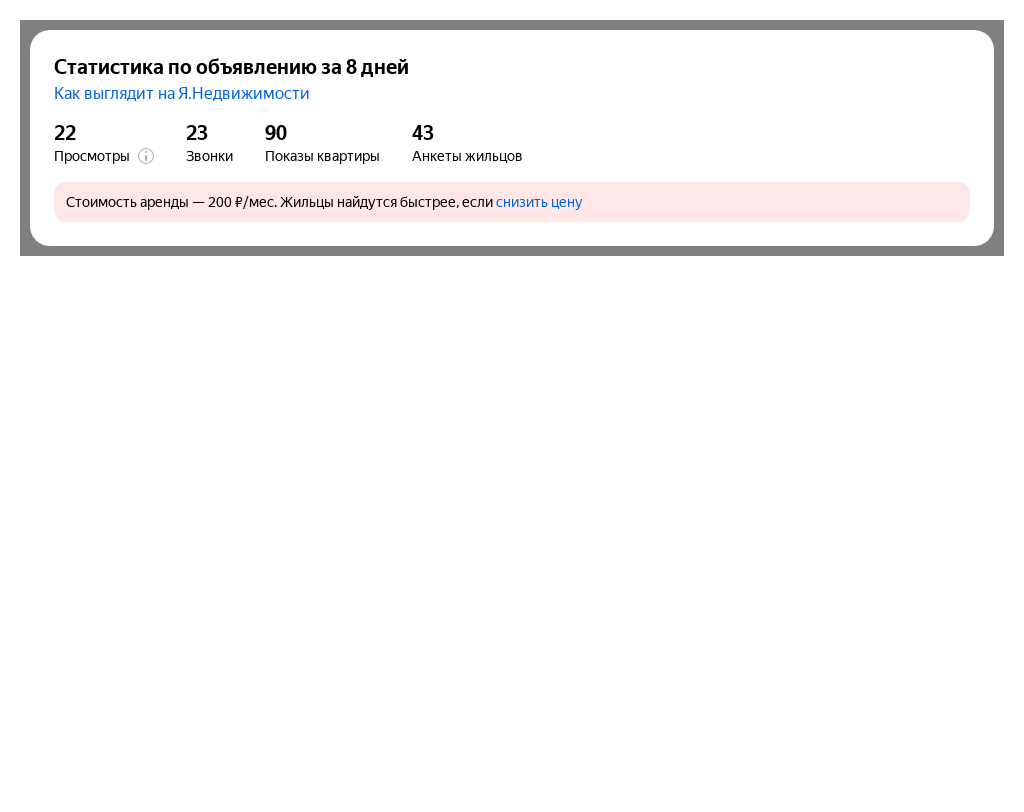 Статистика по объявлению за 8 дней
Как выглядит на Я.Недвижимости
22 23 90 43
Просмотры Звонки Показы квартиры Анкеты жильцов
Стоимость аренды — 200 ₽/мес. Жильцы найдутся быстрее, если снизить цену